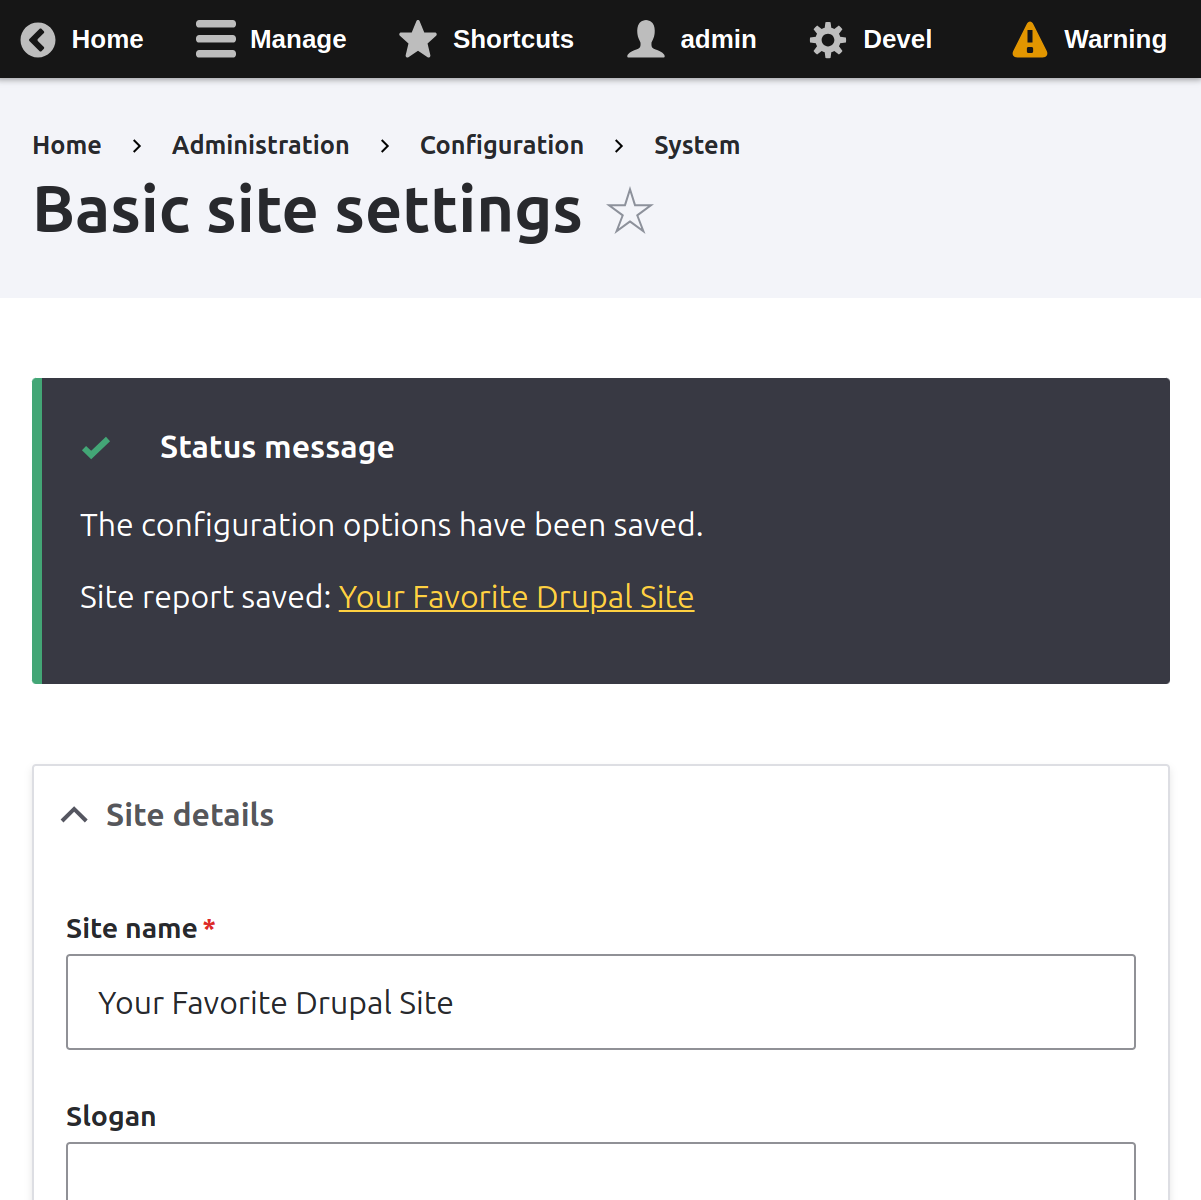 Home Manage Shortcuts admin Devel Warning
Home > Administration > Configuration > System
Basic site settings
Status message
The configuration options have been saved.
Site report saved: Your Favorite Drupal Site
Site details
Site name*
Your Favorite Drupal Site
Slogan